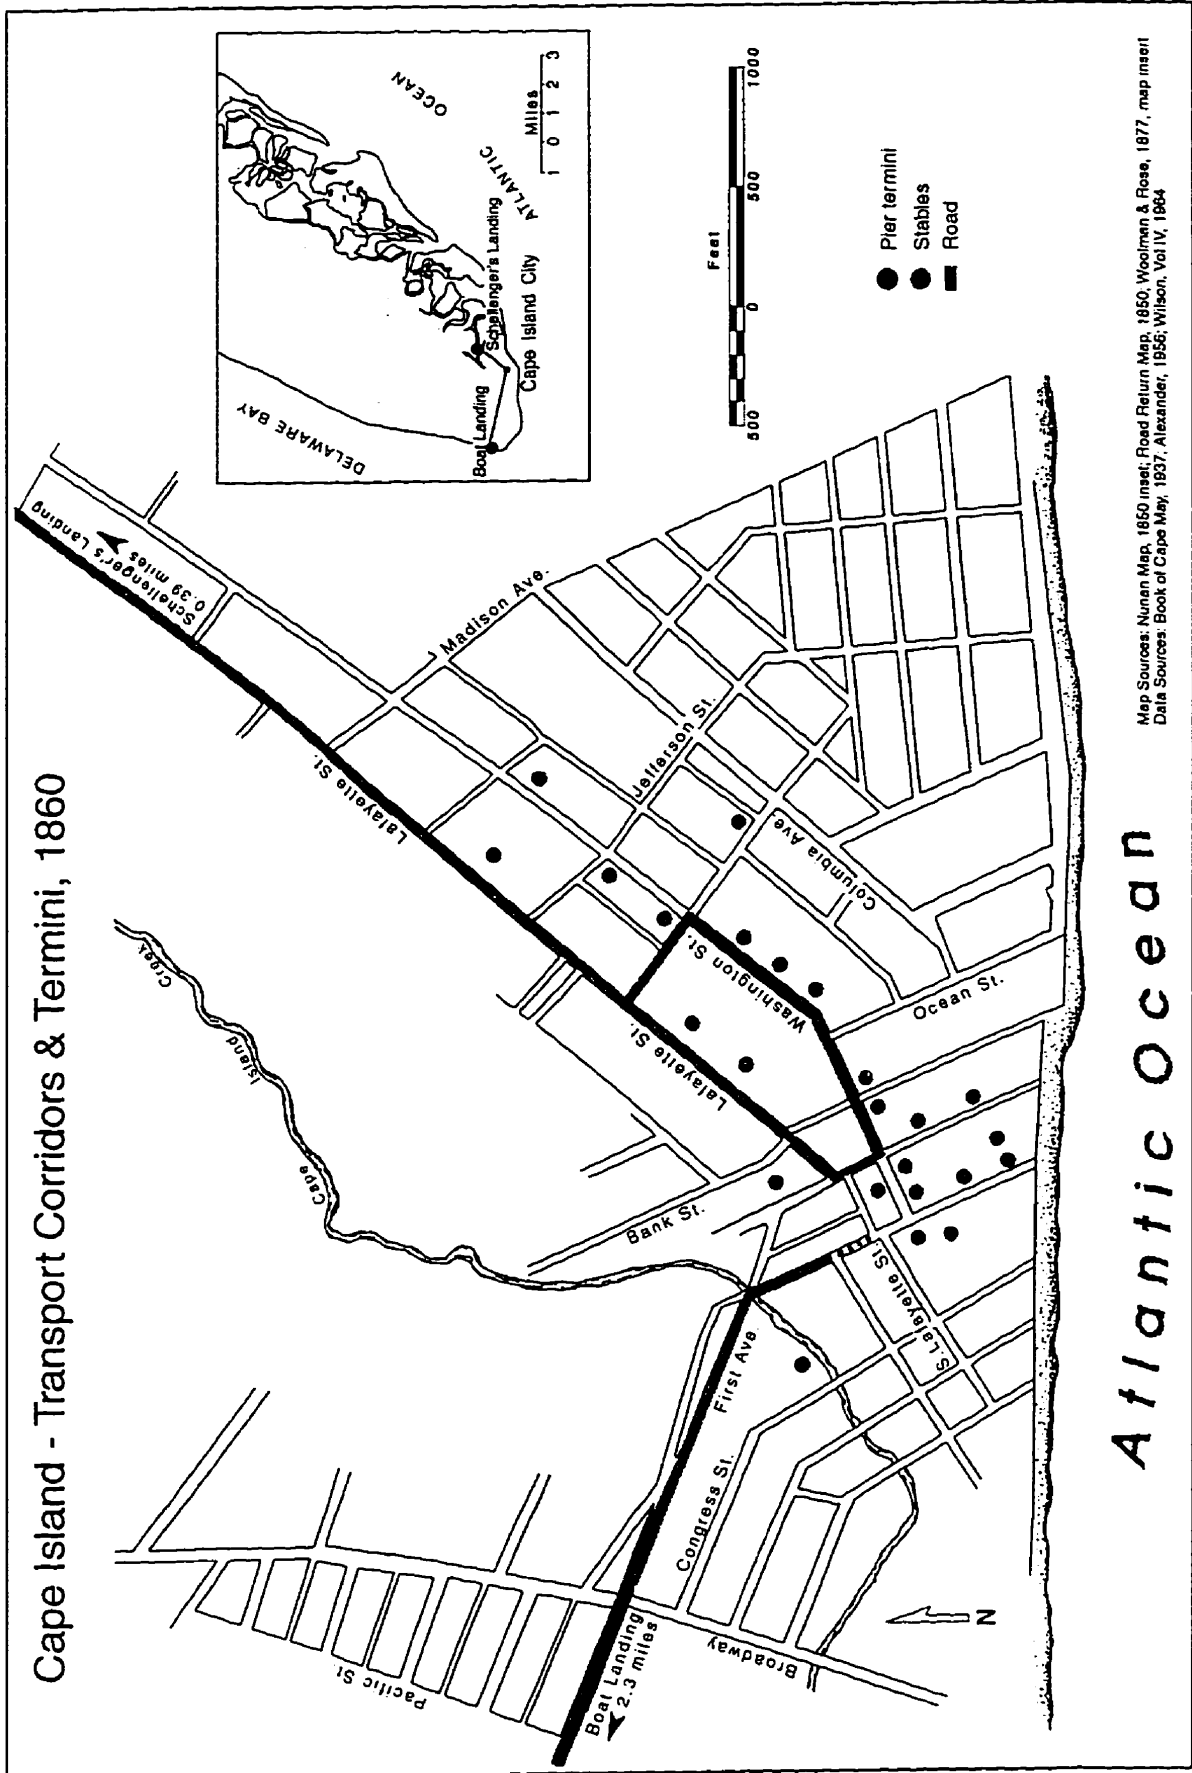 Cape Island - Transport Corridors & Termini, 1860
Schellenger's Landing
0.39 miles
Madison Ave.
Lafayette St.
Jefferson St.
Columbia Ave.
Washington St.
Lafayette St.
Ocean St.
Creek
Island
Cape
Bank St.
S. Lafayette St
First Ave
Congress St.
Boat Landing
2.3 miles
Broadway
Pacific St.
N
Atlantic Ocean
DELAWARE BAY
Boat Landing
Schellenger's Landing
Cape Island City
ATLANTIC
OCEAN
Miles
1 0 1 2 3
Feet
500 0 500 1000
Pier termini
Stables
Road
Map Sources: Nunan Map, 1850 inset; Road Return Map, 1850; Woolman & Rose, 1877, map insert
Data Sources: Book of Cape May, 1937; Alexander, 1956; Wilson, Vol IV, 1964